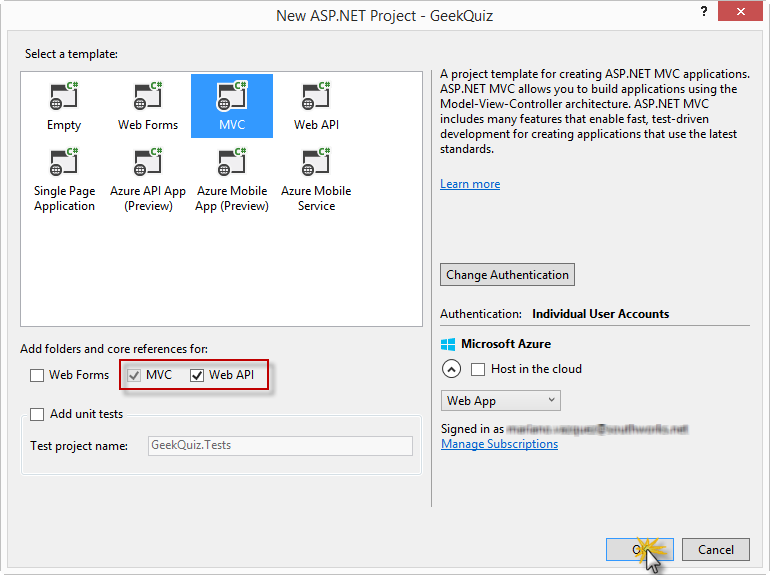 New ASP.NET Project - GeekQuiz
?
Select a template:
Empty
Web Forms
MVC
Web API
Single Page
Application
Azure API App
(Preview)
Azure Mobile
App (Preview)
Azure Mobile
Service
A project template for creating ASP.NET MVC applications.
ASP.NET MVC allows you to build applications using the
Model-View-Controller architecture. ASP.NET MVC
includes many features that enable fast, test-driven
development for creating applications that use the latest
standards.
Learn more
Change Authentication
Authentication: Individual User Accounts
Microsoft Azure
Host in the cloud
Web App
Signed in as
Manage Subscriptions
Add folders and core references for:
Web Forms
MVC
Web API
Add unit tests
Test project name: GeekQuiz.Tests
Cancel